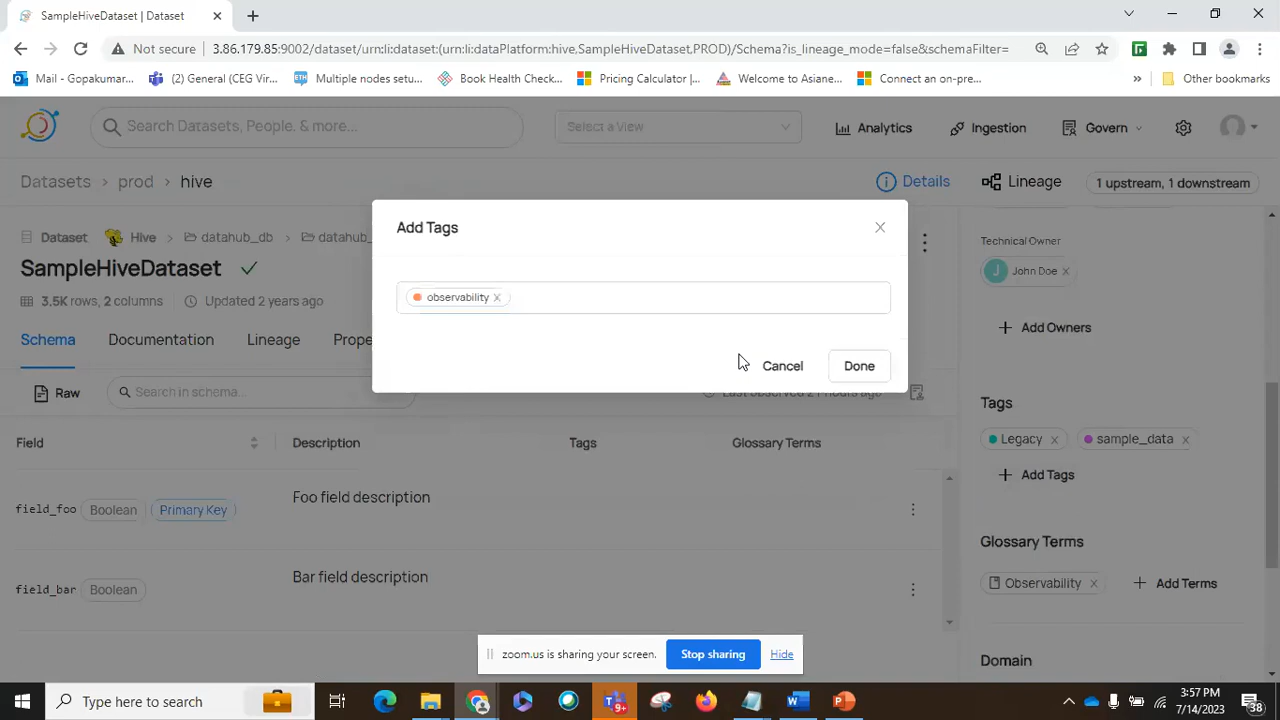 SampleHiveDataset | Dataset
Not secure 3.86.179.85:9002/dataset/urn:li:dataset:(urn:li:dataPlatform:hive,SampleHiveDataset,PROD)/Schema?is_lineage_mode=false&schemaFilter=
Mail - Gopakumar... (2) General (CEG Vir... Multiple nodes setu... Book Health Check... Pricing Calculator |... Welcome to Asiane... Connect an on-pre... » Other bookmarks
Search Datasets, People, & more... Select a View Analytics Ingestion Govern
Datasets > prod > hive Details Lineage 1 upstream, 1 downstream
Add Tags
Dataset Hive > datahub_db > datahub_
Technical Owner
SampleHiveDataset
J John Doe
3.5K rows, 2 columns Updated 2 years ago
observability
Add Owners
Schema Documentation Lineage Prope
Cancel Done
Raw Search in schema...
Tags
Field Description Tags Glossary Terms
Legacy sample_data
Add Tags
Foo field description
field_foo Boolean Primary Key
Glossary Terms
Bar field description
Observability Add Terms
field_bar Boolean
zoom.us is sharing your screen. Stop sharing Hide
Domain
Type here to search
9+
3:57 PM
7/14/2023
38